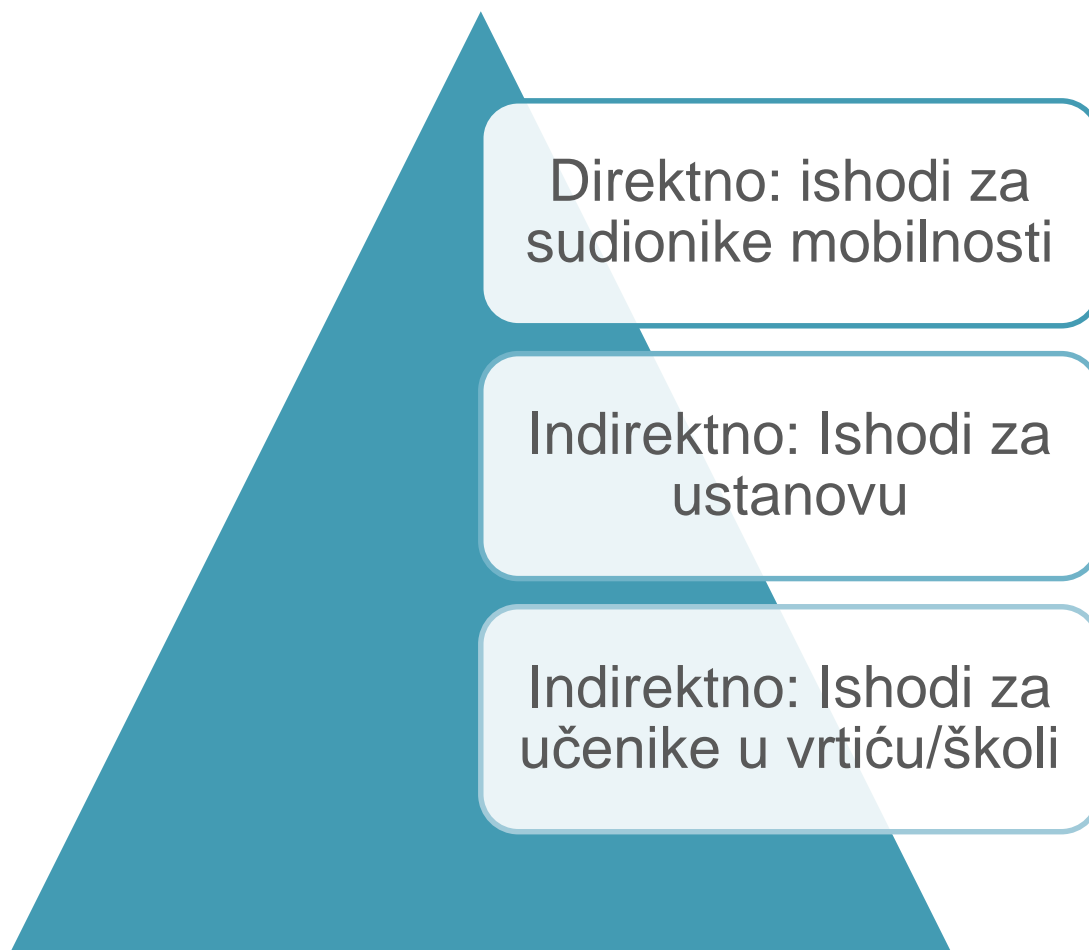 Direktno: ishodi za
sudionike mobilnosti
Indirektno: Ishodi za
ustanovu
Indirektno: Ishodi za
učenike u vrtiću/školi